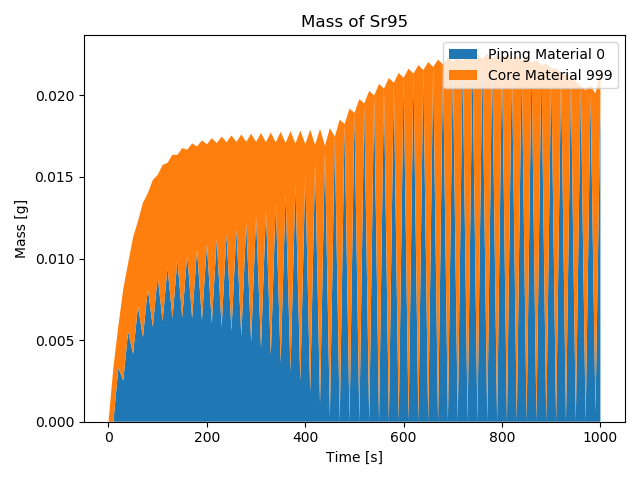 Mass of Sr95
Piping Material 0
Core Material 999
Mass [g]
0.020
0.015
0.010
0.005
0.000
0
200
400
600
800
1000
Time [s]